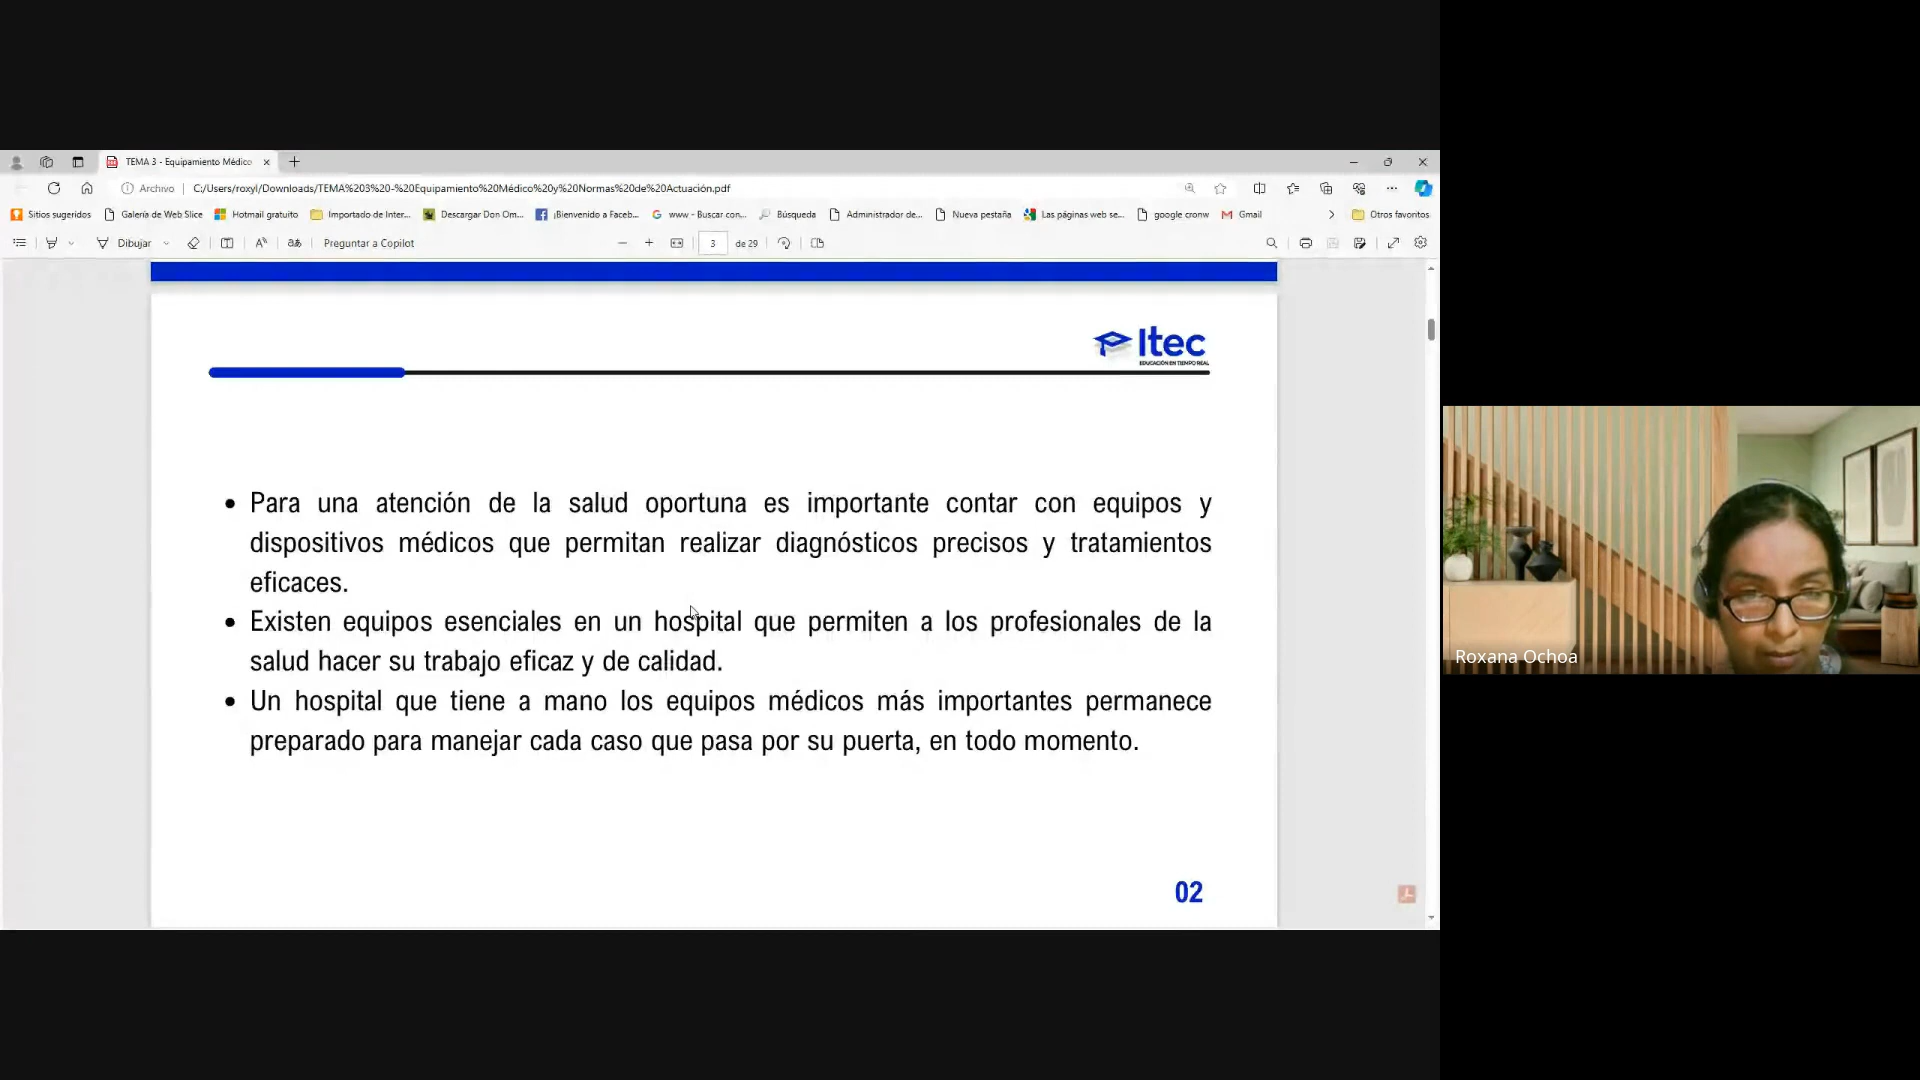 TEMA 3 - Equipamiento Médico
Archivo
C:/Users/roxyl/Downloads/TEMA%203%20-%20Equipamiento%20Médico%20y%20Normas%20de%20Actuación.pdf
Sitios sugeridos
Galería de Web Slice
Hotmail gratuito
Importado de Inter...
Descargar Don Om...
¡Bienvenido a Faceb...
www - Buscar con...
Búsqueda
Administrador de...
Nueva pestaña
Las páginas web se...
google cronw
Gmail
Otros favoritos
Dibujar
Preguntar a Copilot
3
de 29
Itec
EDUCACIÓN EN TIEMPO REAL
• Para una atención de la salud oportuna es importante contar con equipos y
dispositivos médicos que permitan realizar diagnósticos precisos y tratamientos
eficaces.
• Existen equipos esenciales en un hospital que permiten a los profesionales de la
salud hacer su trabajo eficaz y de calidad.
• Un hospital que tiene a mano los equipos médicos más importantes permanece
preparado para manejar cada caso que pasa por su puerta, en todo momento.
02
Roxana Ochoa